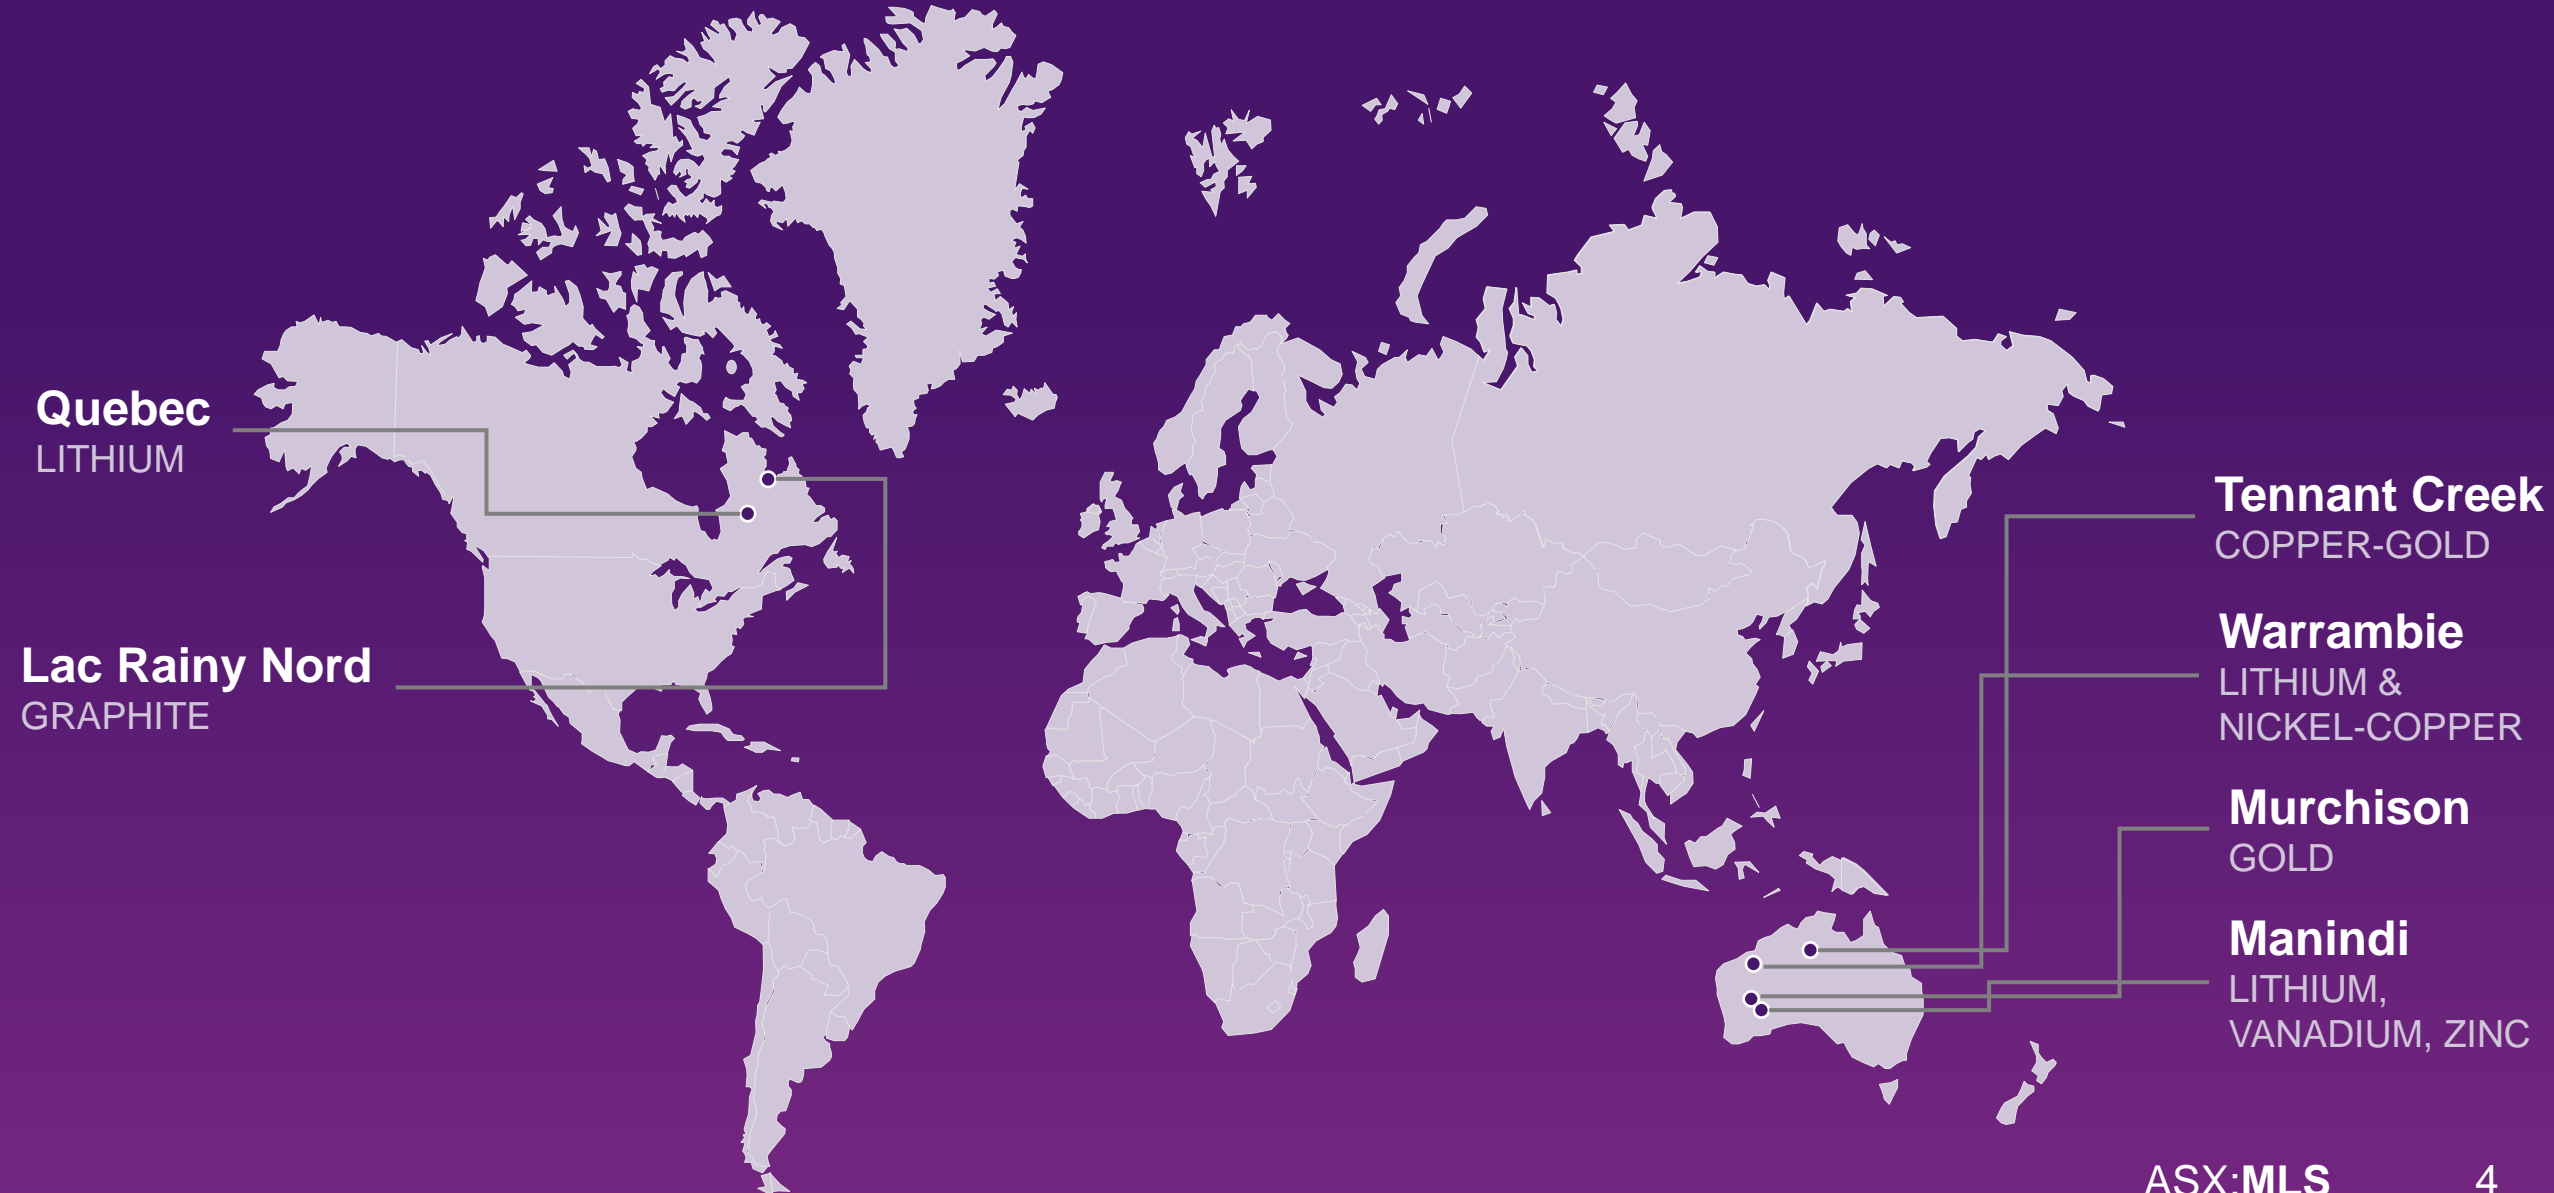 Quebec
LITHIUM
Lac Rainy Nord
GRAPHITE
Tennant Creek
COPPER-GOLD
Warrambie
LITHIUM &
NICKEL-COPPER
Murchison
GOLD
Manindi
LITHIUM,
VANADIUM, ZINC
ASX:MLS 4